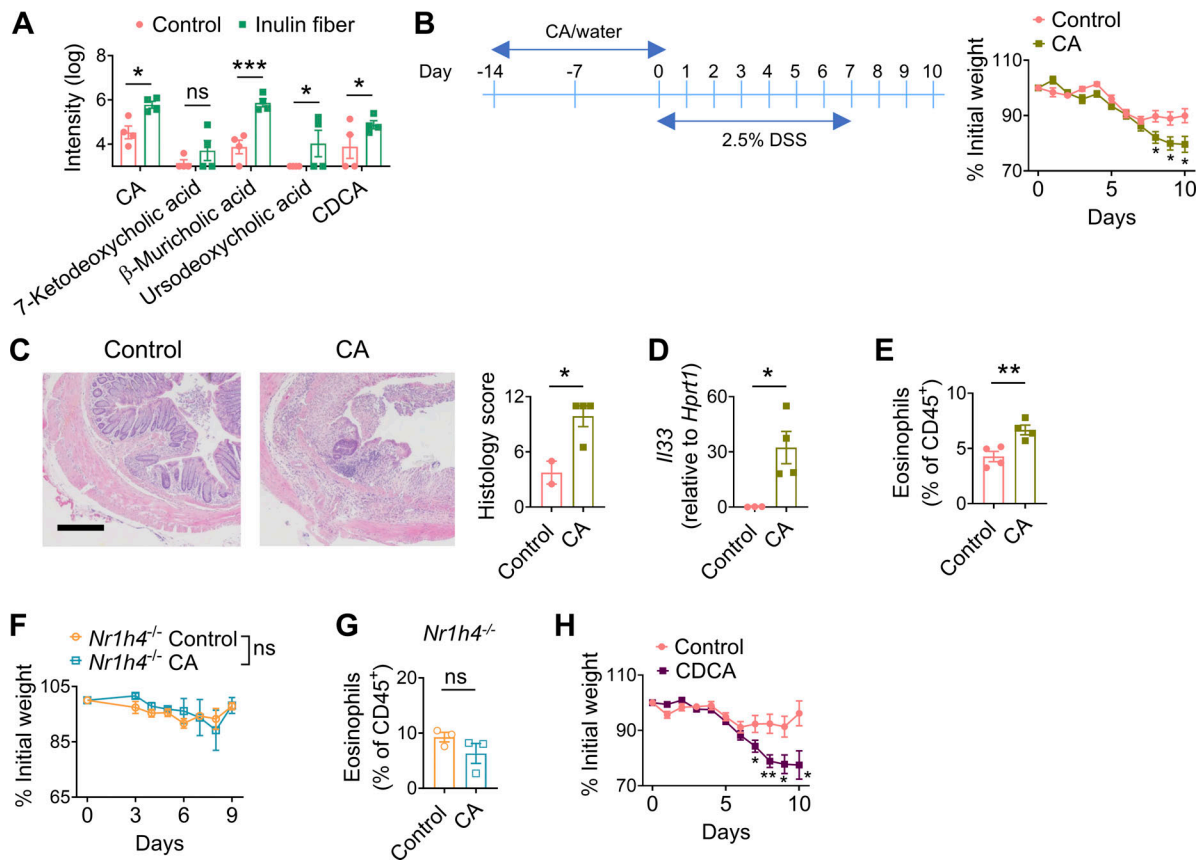 A
Control
Inulin fiber
Intensity (log)
8
6
4
*
ns
***
*
*
CA
7-Ketodeoxycholic acid
β-Muricholic acid
Ursodeoxycholic acid
CDCA
B
CA/water
Day
-14
-7
0
1
2
3
4
5
6
7
8
9
10
2.5% DSS
Control
CA
% Initial weight
110
90
70
* * *
0
5
10
Days
C
Control
CA
Histology score
12
6
0
*
Control
CA
D
Il33
(relative to Hprt1)
60
30
0
*
Control
CA
E
Eosinophils
(% of CD45⁺)
10
5
0
**
Control
CA
F
Nr1h4⁻/⁻ Control
Nr1h4⁻/⁻ CA
ns
% Initial weight
105
85
65
0
3
6
9
Days
G
Nr1h4⁻/⁻
Eosinophils
(% of CD45⁺)
20
10
0
ns
Control
CA
H
Control
CDCA
% Initial weight
110
90
70
* ** * *
0
5
10
Days